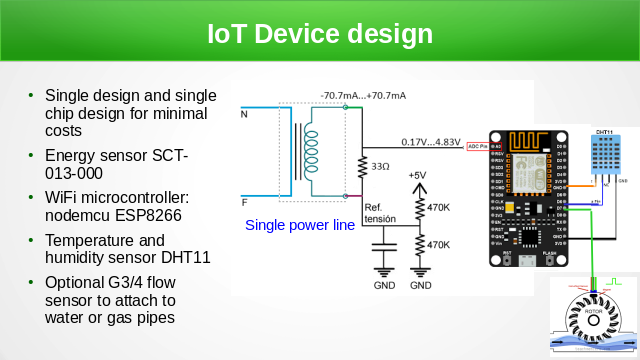 IoT Device design
• Single design and single
chip design for minimal
costs
• Energy sensor SCT-
013-000
• WiFi microcontroller:
nodemcu ESP8266
• Temperature and
humidity sensor DHT11
• Optional G3/4 flow
sensor to attach to
water or gas pipes
-70.7mA...+70.7mA
N
F
0.17V...4.83V
ADC Pin
33Ω
+5V
Ref.
tensión
470K
470K
GND
GND
Single power line
DHT11
NC
GND
RST
FLASH
ROTOR